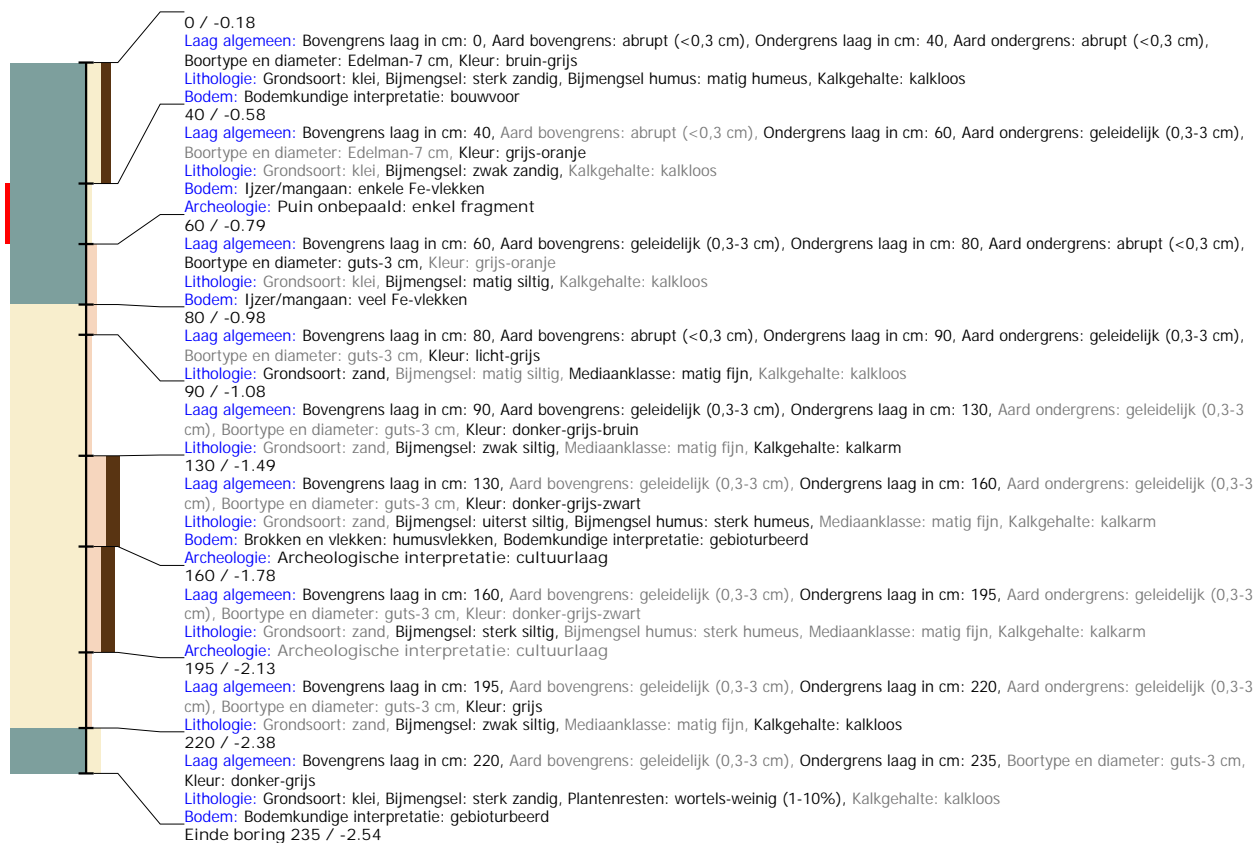 0 / -0.18
Laag algemeen: Bovengrens laag in cm: 0, Aard bovengrens: abrupt (<0,3 cm), Ondergrens laag in cm: 40, Aard ondergrens: abrupt (<0,3 cm),
Boortype en diameter: Edelman-7 cm, Kleur: bruin-grijs
Lithologie: Grondsoort: klei, Bijmengsel: sterk zandig, Bijmengsel humus: matig humeus, Kalkgehalte: kalkloos
Bodem: Bodemkundige interpretatie: bouwvoor
40 / -0.58
Laag algemeen: Bovengrens laag in cm: 40, Aard bovengrens: abrupt (<0,3 cm), Ondergrens laag in cm: 60, Aard ondergrens: geleidelijk (0,3-3 cm),
Boortype en diameter: Edelman-7 cm, Kleur: grijs-oranje
Lithologie: Grondsoort: klei, Bijmengsel: zwak zandig, Kalkgehalte: kalkloos
Bodem: Ijzer/mangaan: enkele Fe-vlekken
Archeologie: Puin onbepaald: enkel fragment
60 / -0.79
Laag algemeen: Bovengrens laag in cm: 60, Aard bovengrens: geleidelijk (0,3-3 cm), Ondergrens laag in cm: 80, Aard ondergrens: abrupt (<0,3 cm),
Boortype en diameter: guts-3 cm, Kleur: grijs-oranje
Lithologie: Grondsoort: klei, Bijmengsel: matig siltig, Kalkgehalte: kalkloos
Bodem: Ijzer/mangaan: veel Fe-vlekken
80 / -0.98
Laag algemeen: Bovengrens laag in cm: 80, Aard bovengrens: abrupt (<0,3 cm), Ondergrens laag in cm: 90, Aard ondergrens: geleidelijk (0,3-3 cm),
Boortype en diameter: guts-3 cm, Kleur: licht-grijs
Lithologie: Grondsoort: zand, Bijmengsel: matig siltig, Mediaanklasse: matig fijn, Kalkgehalte: kalkloos
90 / -1.08
Laag algemeen: Bovengrens laag in cm: 90, Aard bovengrens: geleidelijk (0,3-3 cm), Ondergrens laag in cm: 130, Aard ondergrens: geleidelijk (0,3-3
cm), Boortype en diameter: guts-3 cm, Kleur: donker-grijs-bruin
Lithologie: Grondsoort: zand, Bijmengsel: zwak siltig, Mediaanklasse: matig fijn, Kalkgehalte: kalkarm
130 / -1.49
Laag algemeen: Bovengrens laag in cm: 130, Aard bovengrens: geleidelijk (0,3-3 cm), Ondergrens laag in cm: 160, Aard ondergrens: geleidelijk (0,3-3
cm), Boortype en diameter: guts-3 cm, Kleur: donker-grijs-zwart
Lithologie: Grondsoort: zand, Bijmengsel: uiterst siltig, Bijmengsel humus: sterk humeus, Mediaanklasse: matig fijn, Kalkgehalte: kalkarm
Bodem: Brokken en vlekken: humusvlekken, Bodemkundige interpretatie: gebioturbeerd
Archeologie: Archeologische interpretatie: cultuurlaag
160 / -1.78
Laag algemeen: Bovengrens laag in cm: 160, Aard bovengrens: geleidelijk (0,3-3 cm), Ondergrens laag in cm: 195, Aard ondergrens: geleidelijk (0,3-3
cm), Boortype en diameter: guts-3 cm, Kleur: donker-grijs-zwart
Lithologie: Grondsoort: zand, Bijmengsel: sterk siltig, Bijmengsel humus: sterk humeus, Mediaanklasse: matig fijn, Kalkgehalte: kalkarm
Archeologie: Archeologische interpretatie: cultuurlaag
195 / -2.13
Laag algemeen: Bovengrens laag in cm: 195, Aard bovengrens: geleidelijk (0,3-3 cm), Ondergrens laag in cm: 220, Aard ondergrens: geleidelijk (0,3-3
cm), Boortype en diameter: guts-3 cm, Kleur: grijs
Lithologie: Grondsoort: zand, Bijmengsel: zwak siltig, Mediaanklasse: matig fijn, Kalkgehalte: kalkloos
220 / -2.38
Laag algemeen: Bovengrens laag in cm: 220, Aard bovengrens: geleidelijk (0,3-3 cm), Ondergrens laag in cm: 235, Boortype en diameter: guts-3 cm,
Kleur: donker-grijs
Lithologie: Grondsoort: klei, Bijmengsel: sterk zandig, Plantenresten: wortels-weinig (1-10%), Kalkgehalte: kalkloos
Bodem: Bodemkundige interpretatie: gebioturbeerd
Einde boring 235 / -2.54